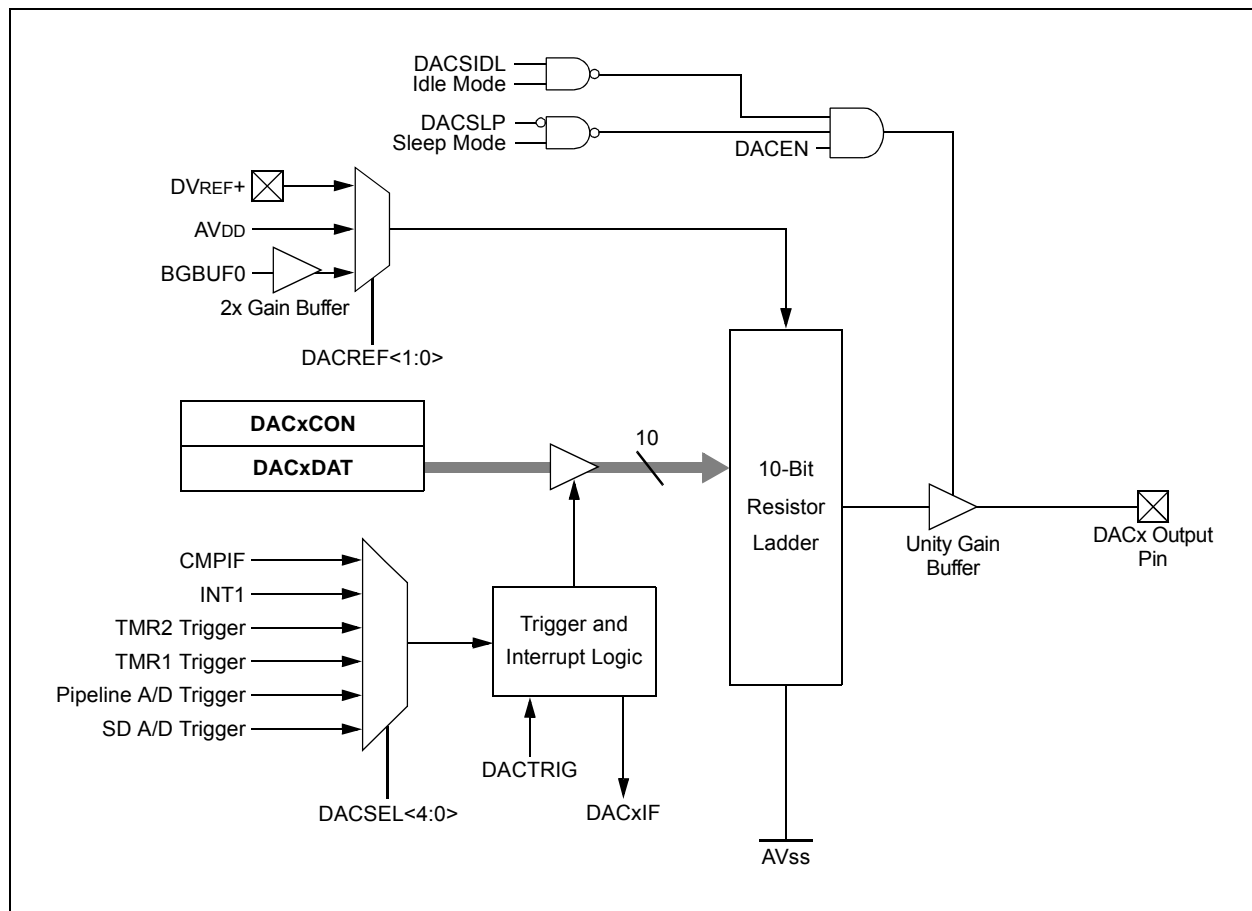 DACSIDL
Idle Mode
DACSLP
Sleep Mode
DACEN
DVREF+
AVDD
BGBUF0
2x Gain Buffer
DACREF<1:0>
DACxCON
DACxDAT
10
10-Bit
Resistor
Ladder
Unity Gain
Buffer
DACx Output
Pin
CMPIF
INT1
TMR2 Trigger
TMR1 Trigger
Pipeline A/D Trigger
SD A/D Trigger
Trigger and
Interrupt Logic
DACTRIG
DACSEL<4:0>
DACxIF
AVss